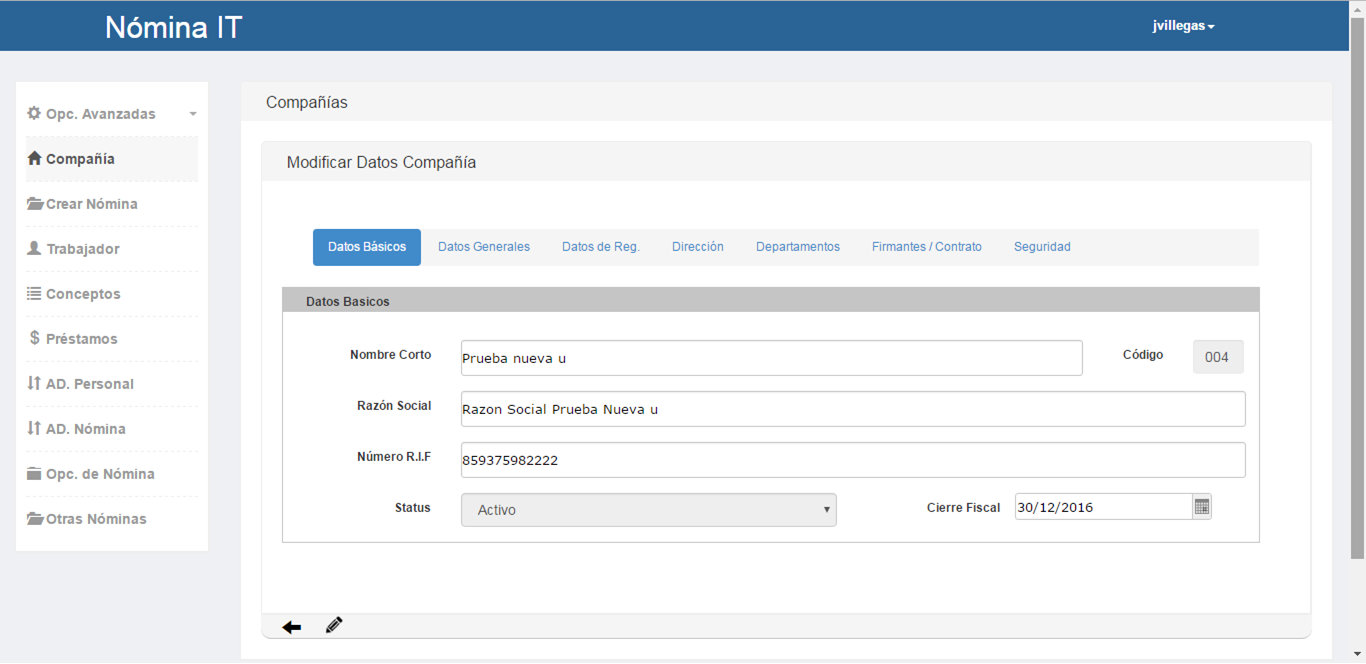 Nómina IT
jvillegas
Opc. Avanzadas
Compañía
Crear Nómina
Trabajador
Conceptos
Préstamos
AD. Personal
AD. Nómina
Opc. de Nómina
Otras Nóminas
Compañías
Modificar Datos Compañía
Datos Básicos Datos Generales Datos de Reg. Dirección Departamentos Firmantes / Contrato Seguridad
Datos Basicos
Nombre Corto Prueba nueva u Código 004
Razón Social Razon Social Prueba Nueva u
Número R.I.F 859375982222
Status Activo Cierre Fiscal 30/12/2016